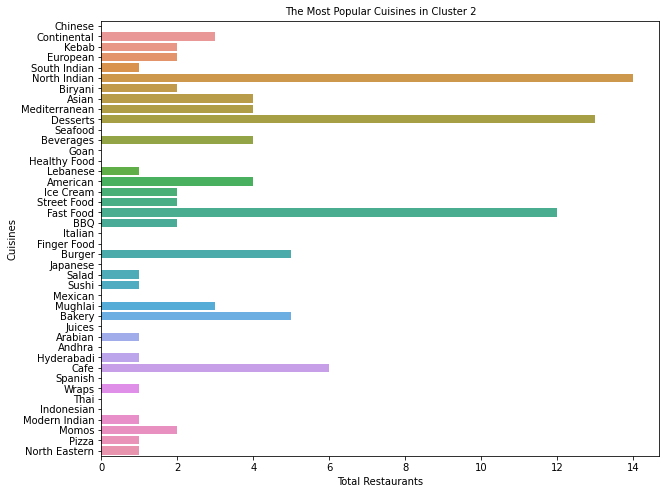 The Most Popular Cuisines in Cluster 2
Cuisines
Chinese
Continental
Kebab
European
South Indian
North Indian
Biryani
Asian
Mediterranean
Desserts
Seafood
Beverages
Goan
Healthy Food
Lebanese
American
Ice Cream
Street Food
Fast Food
BBQ
Italian
Finger Food
Burger
Japanese
Salad
Sushi
Mexican
Mughlai
Bakery
Juices
Arabian
Andhra
Hyderabadi
Cafe
Spanish
Wraps
Thai
Indonesian
Modern Indian
Momos
Pizza
North Eastern
0 2 4 6 8 10 12 14
Total Restaurants